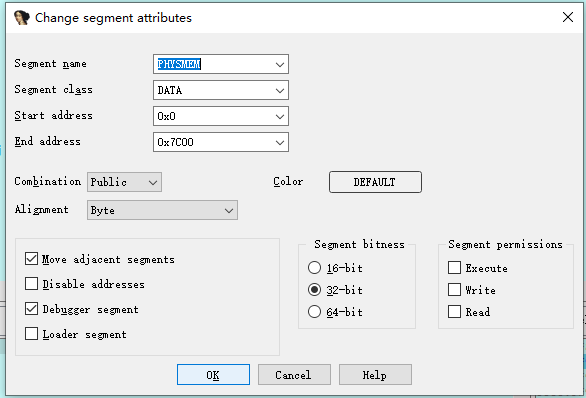 Change segment attributes
Segment name PHYSMEM
Segment class DATA
Start address 0x0
End address 0x7C00
Combination Public Color DEFAULT
Alignment Byte
Segment bitness Segment permissions
Move adjacent segments 16-bit Execute
Disable addresses 32-bit Write
Debugger segment 64-bit Read
Loader segment
OK Cancel Help